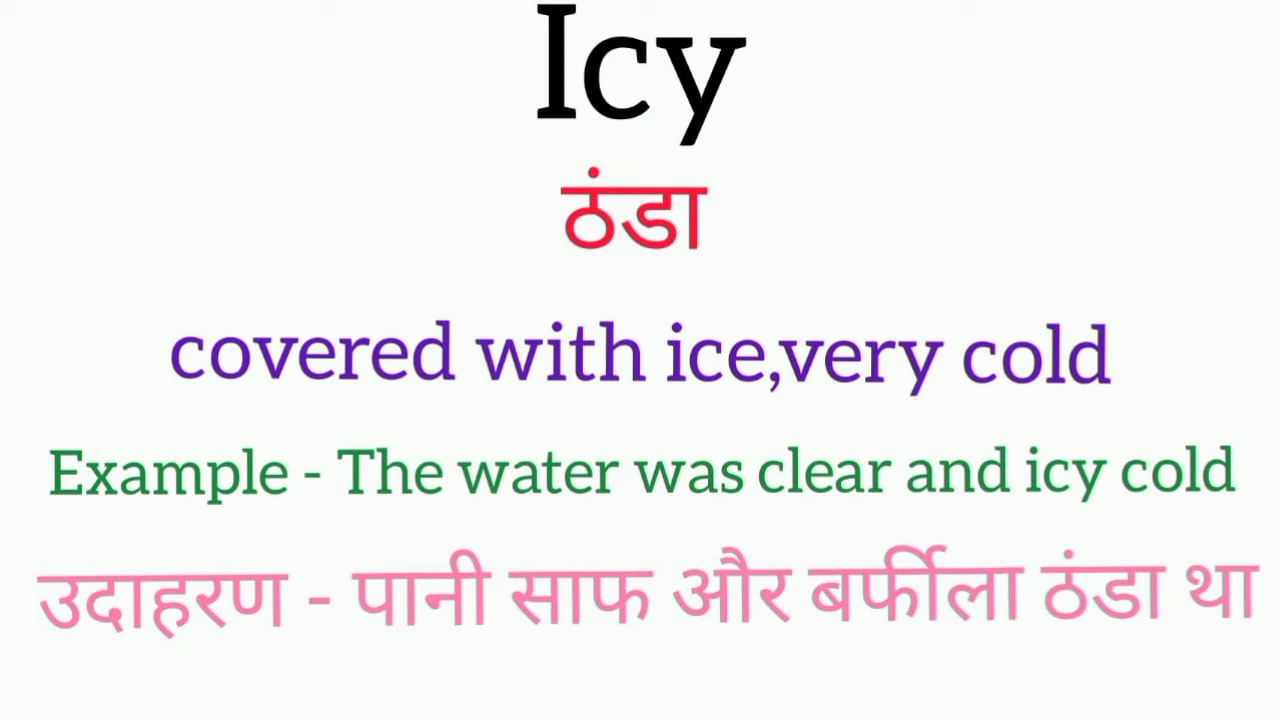 Icy
ठंडा
covered with ice,very cold
Example - The water was clear and icy cold
उदाहरण - पानी साफ और बर्फीला ठंडा था